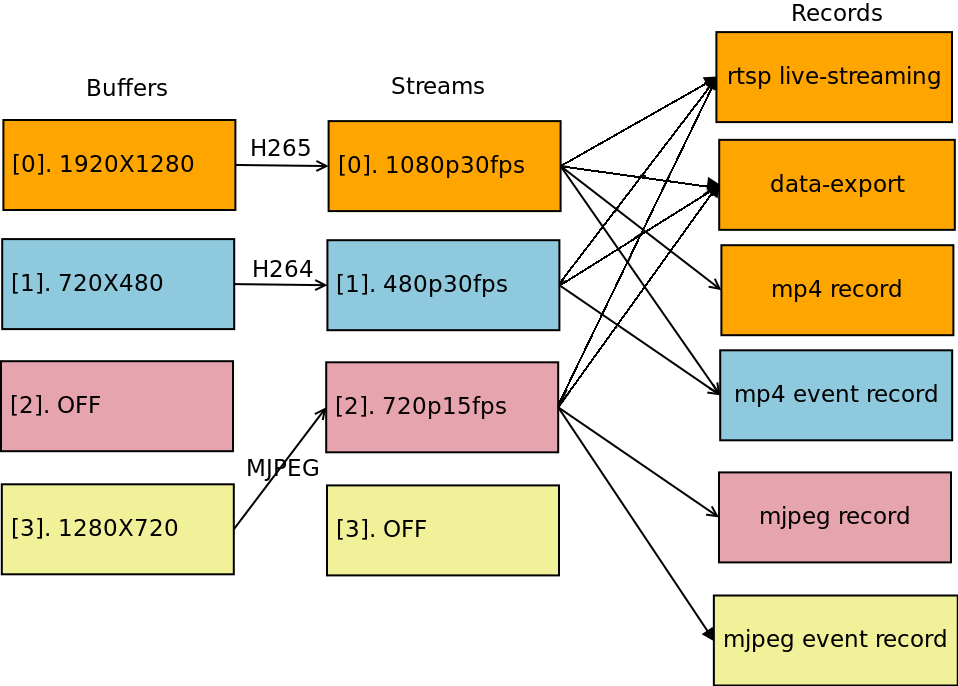 Records
Buffers
Streams
[0]. 1920X1280
H265
[0]. 1080p30fps
rtsp live-streaming
data-export
[1]. 720X480
H264
[1]. 480p30fps
mp4 record
mp4 event record
[2]. OFF
[2]. 720p15fps
MJPEG
[3]. 1280X720
[3]. OFF
mjpeg record
mjpeg event record